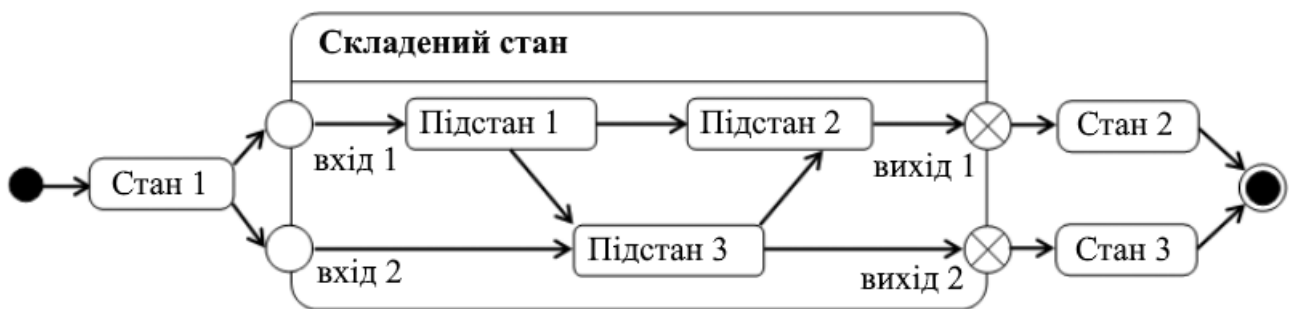 Складений стан
Підстан 1
Підстан 2
Стан 2
вхід 1
вихід 1
Стан 1
Підстан 3
Стан 3
вхід 2
вихід 2